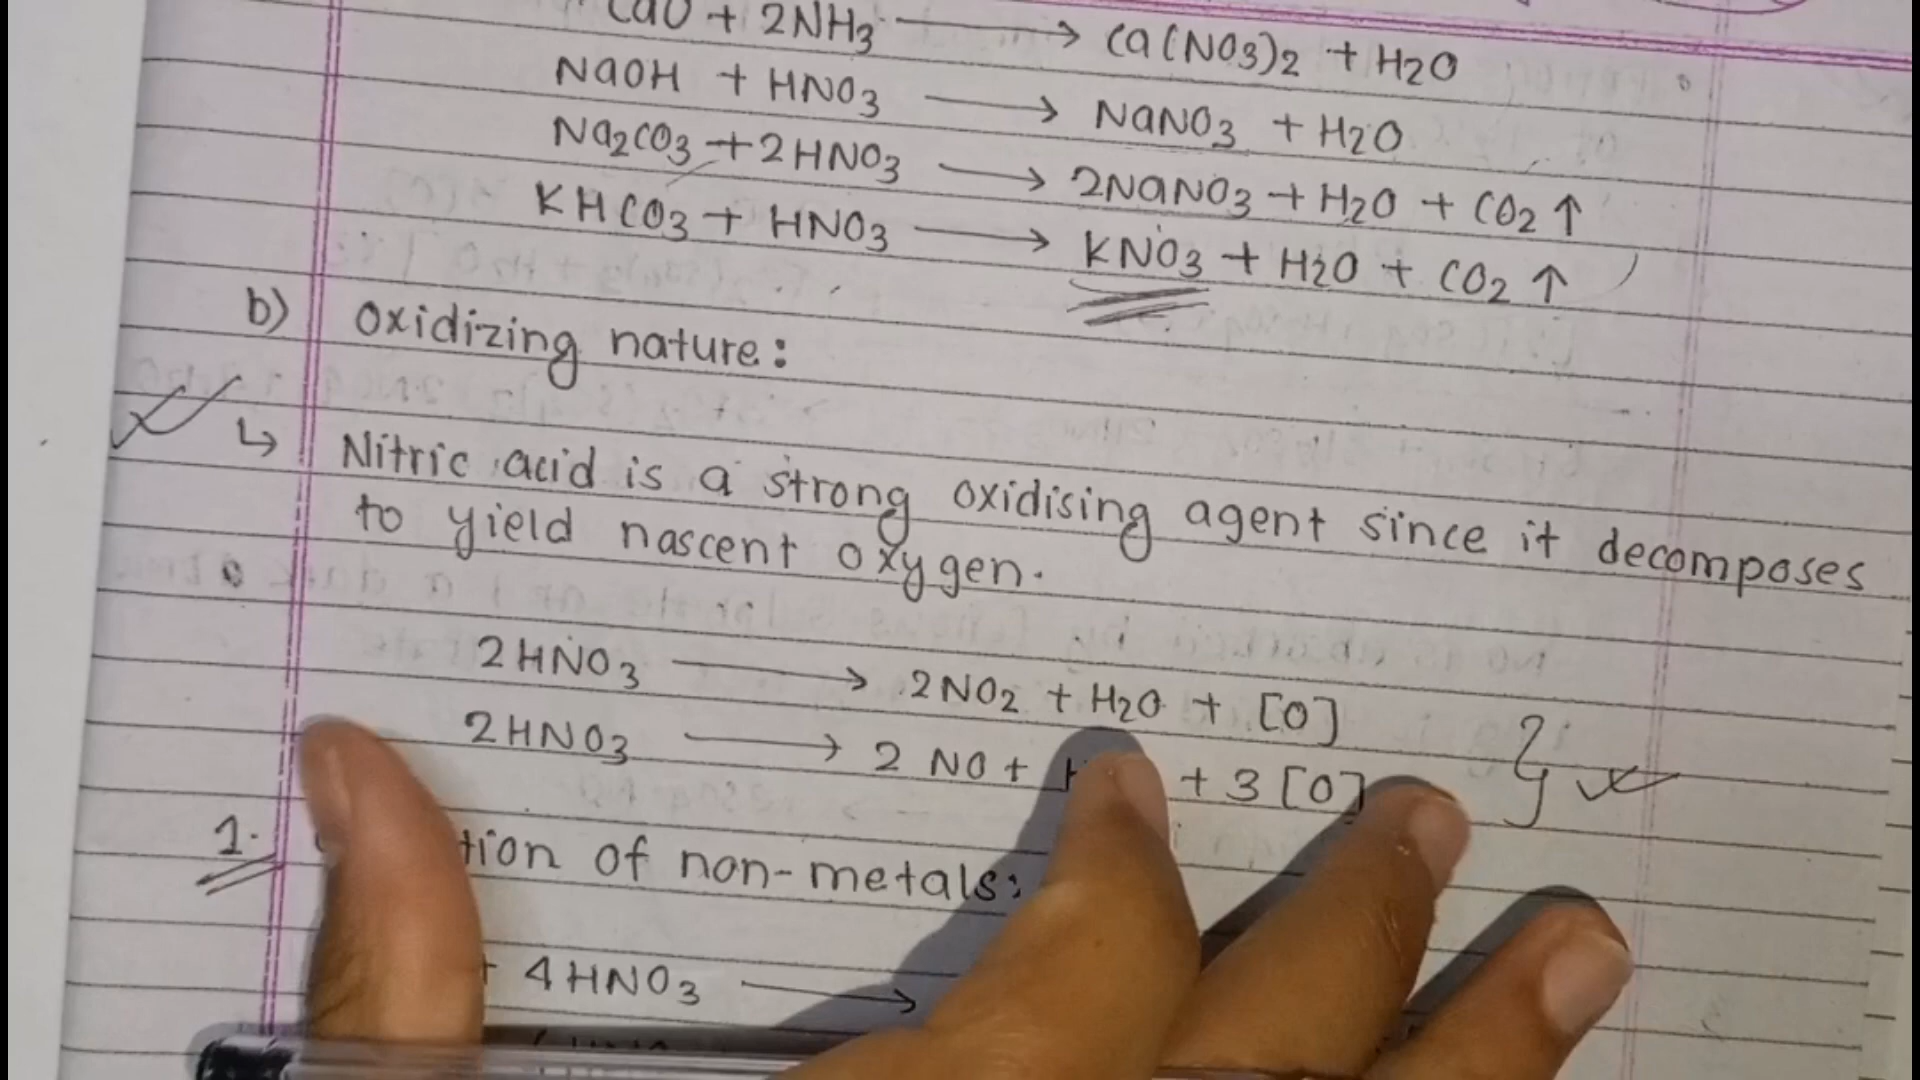 CaO + 2NH3 → Ca(NO3)2 + H2O
NaOH + HNO3 → NaNO3 + H2O
Na2CO3 + 2HNO3 → 2NaNO3 + H2O + CO2 ↑
KHCO3 + HNO3 → KNO3 + H2O + CO2 ↑
b) Oxidizing nature:
↳ Nitric acid is a strong oxidising agent since it decomposes
to yield nascent oxygen.
2HNO3 → 2NO2 + H2O + [O]
2HNO3 → 2NO + + 3[O]
1. of non-metals:
+ 4HNO3 →